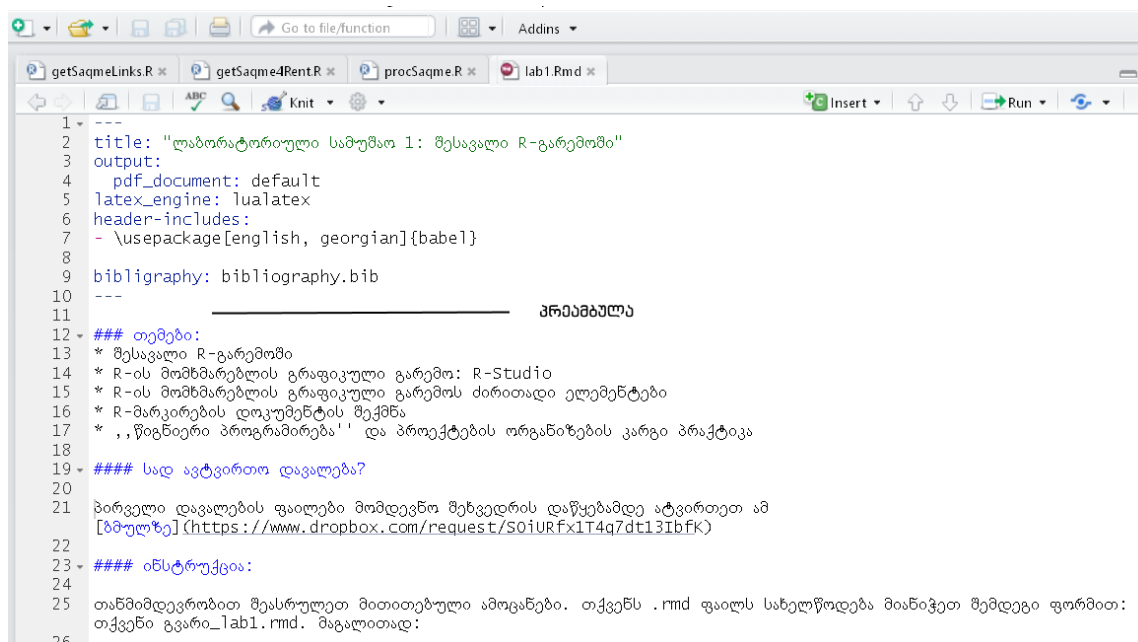 Go to file/function Addins
getSaqmeLinks.R getSaqme4Rent.R procSaqme.R lab1.Rmd
ABC Knit Insert Run
1 ---
2 title: "ლაბორატორიული სამუშაო 1: შესავალი R-გარემოში"
3 output:
4 pdf_document: default
5 latex_engine: lualatex
6 header-includes:
7 - \usepackage[english, georgian]{babel}
8
9 bibligraphy: bibliography.bib
10 ---
პრეამბულა
11
12 ### თემები:
13 * შესავალი R-გარემოში
14 * R-ის მომხმარებლის გრაფიკული გარემო: R-Studio
15 * R-ის მომხმარებლის გრაფიკული გარემოს ძირითადი ელემენტები
16 * R-მარკირების დოკუმენტის შექმნა
17 * ,,წიგნიერი პროგრამირება'' და პროექტების ორგანიზების კარგი პრაქტიკა
18
19 #### სად ავტვირთო დავალება?
20
21 პირველი დავალების ფაილები მომდევნო შეხვედრის დაწყებამდე ატვირთეთ ამ
[ბმულზე](https://www.dropbox.com/request/SOiURfx1T4q7dt13IbfK)
22
23 #### ინსტრუქცია:
24
25 თანმიმდევრობით შეასრულეთ მითითებული ამოცანები. თქვენს .rmd ფაილს სახელწოდება მიანიჭეთ შემდეგი ფორმით:
თქვენი გვარი_lab1.rmd. მაგალითად:
26